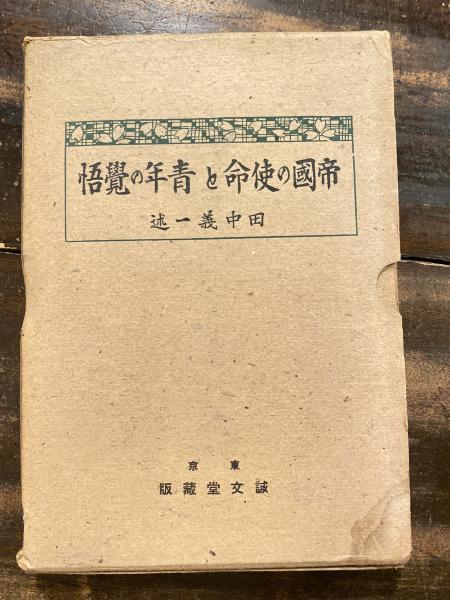 帝國の使命と青年の覺悟
田中義一述
東京
誠文堂藏版